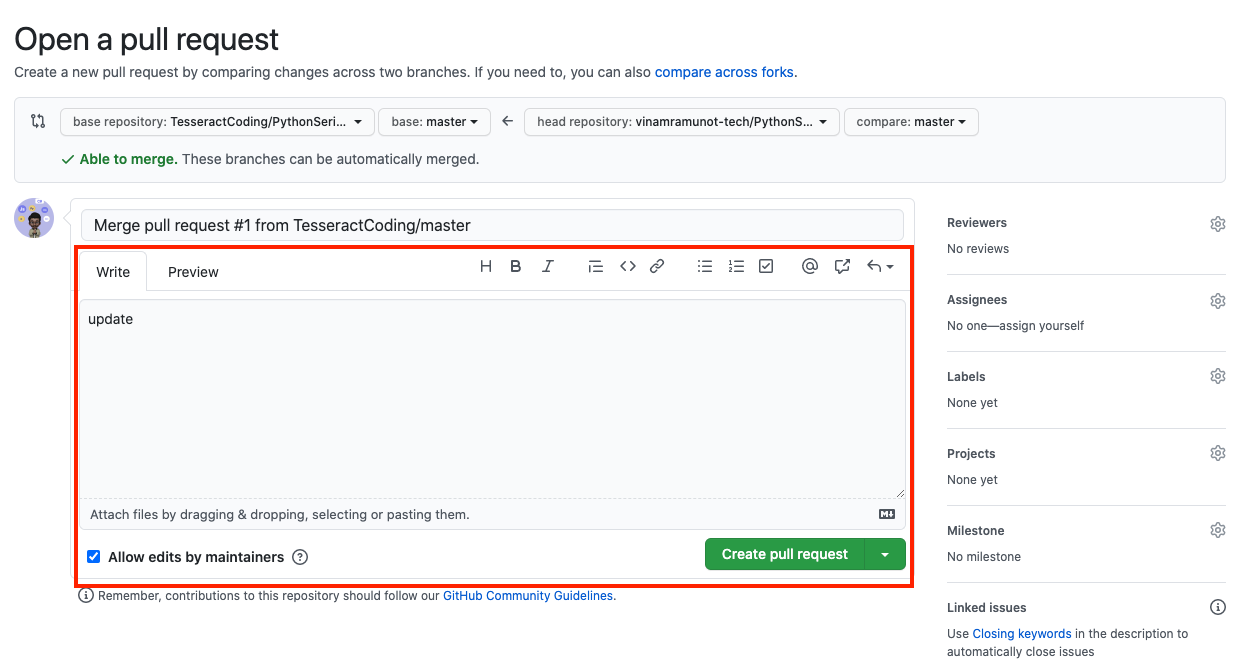 Open a pull request
Create a new pull request by comparing changes across two branches. If you need to, you can also compare across forks.
base repository: TesseractCoding/PythonSeri... base: master head repository: vinamramunot-tech/PythonS... compare: master
Able to merge. These branches can be automatically merged.
Merge pull request #1 from TesseractCoding/master
Write Preview
update
Attach files by dragging & dropping, selecting or pasting them.
Allow edits by maintainers
Create pull request
Remember, contributions to this repository should follow our GitHub Community Guidelines.
Reviewers
No reviews
Assignees
No one—assign yourself
Labels
None yet
Projects
None yet
Milestone
No milestone
Linked issues
Use Closing keywords in the description to
automatically close issues